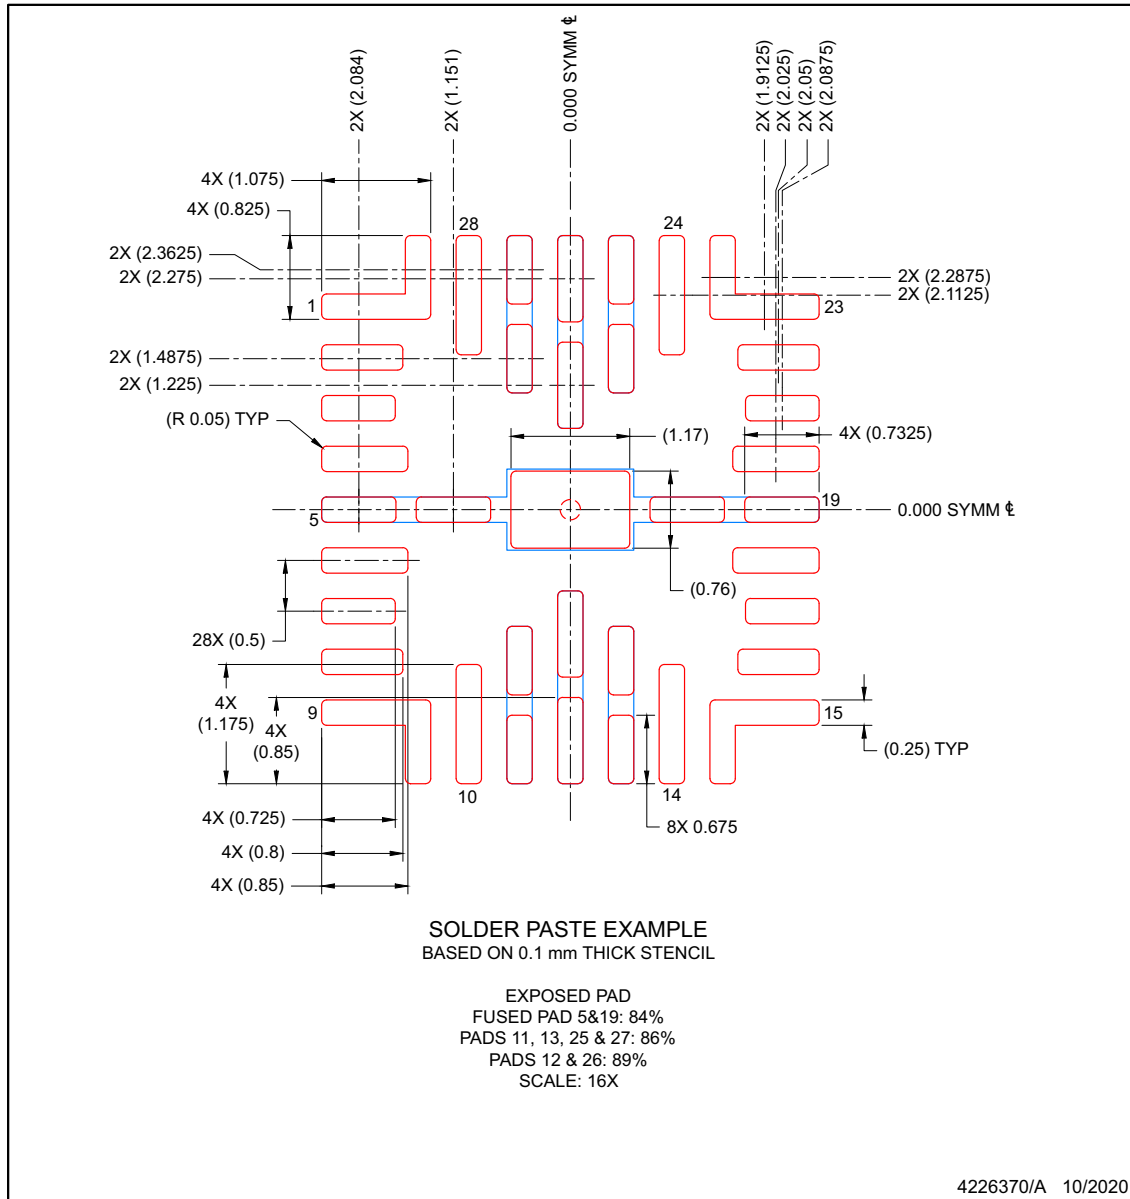 2X (2.084)
2X (1.151)
0.000 SYMM ℄
2X (1.9125)
2X (2.025)
2X (2.05)
2X (2.0875)
4X (1.075)
4X (0.825)
28
24
2X (2.3625)
2X (2.275)
2X (2.2875)
2X (2.1125)
1
23
2X (1.4875)
2X (1.225)
(R 0.05) TYP
(1.17)
4X (0.7325)
5
19
0.000 SYMM ℄
(0.76)
28X (0.5)
4X
(1.175)
4X
(0.85)
9
15
(0.25) TYP
10
14
4X (0.725)
8X 0.675
4X (0.8)
4X (0.85)
SOLDER PASTE EXAMPLE
BASED ON 0.1 mm THICK STENCIL
EXPOSED PAD
FUSED PAD 5&19: 84%
PADS 11, 13, 25 & 27: 86%
PADS 12 & 26: 89%
SCALE: 16X
4226370/A 10/2020